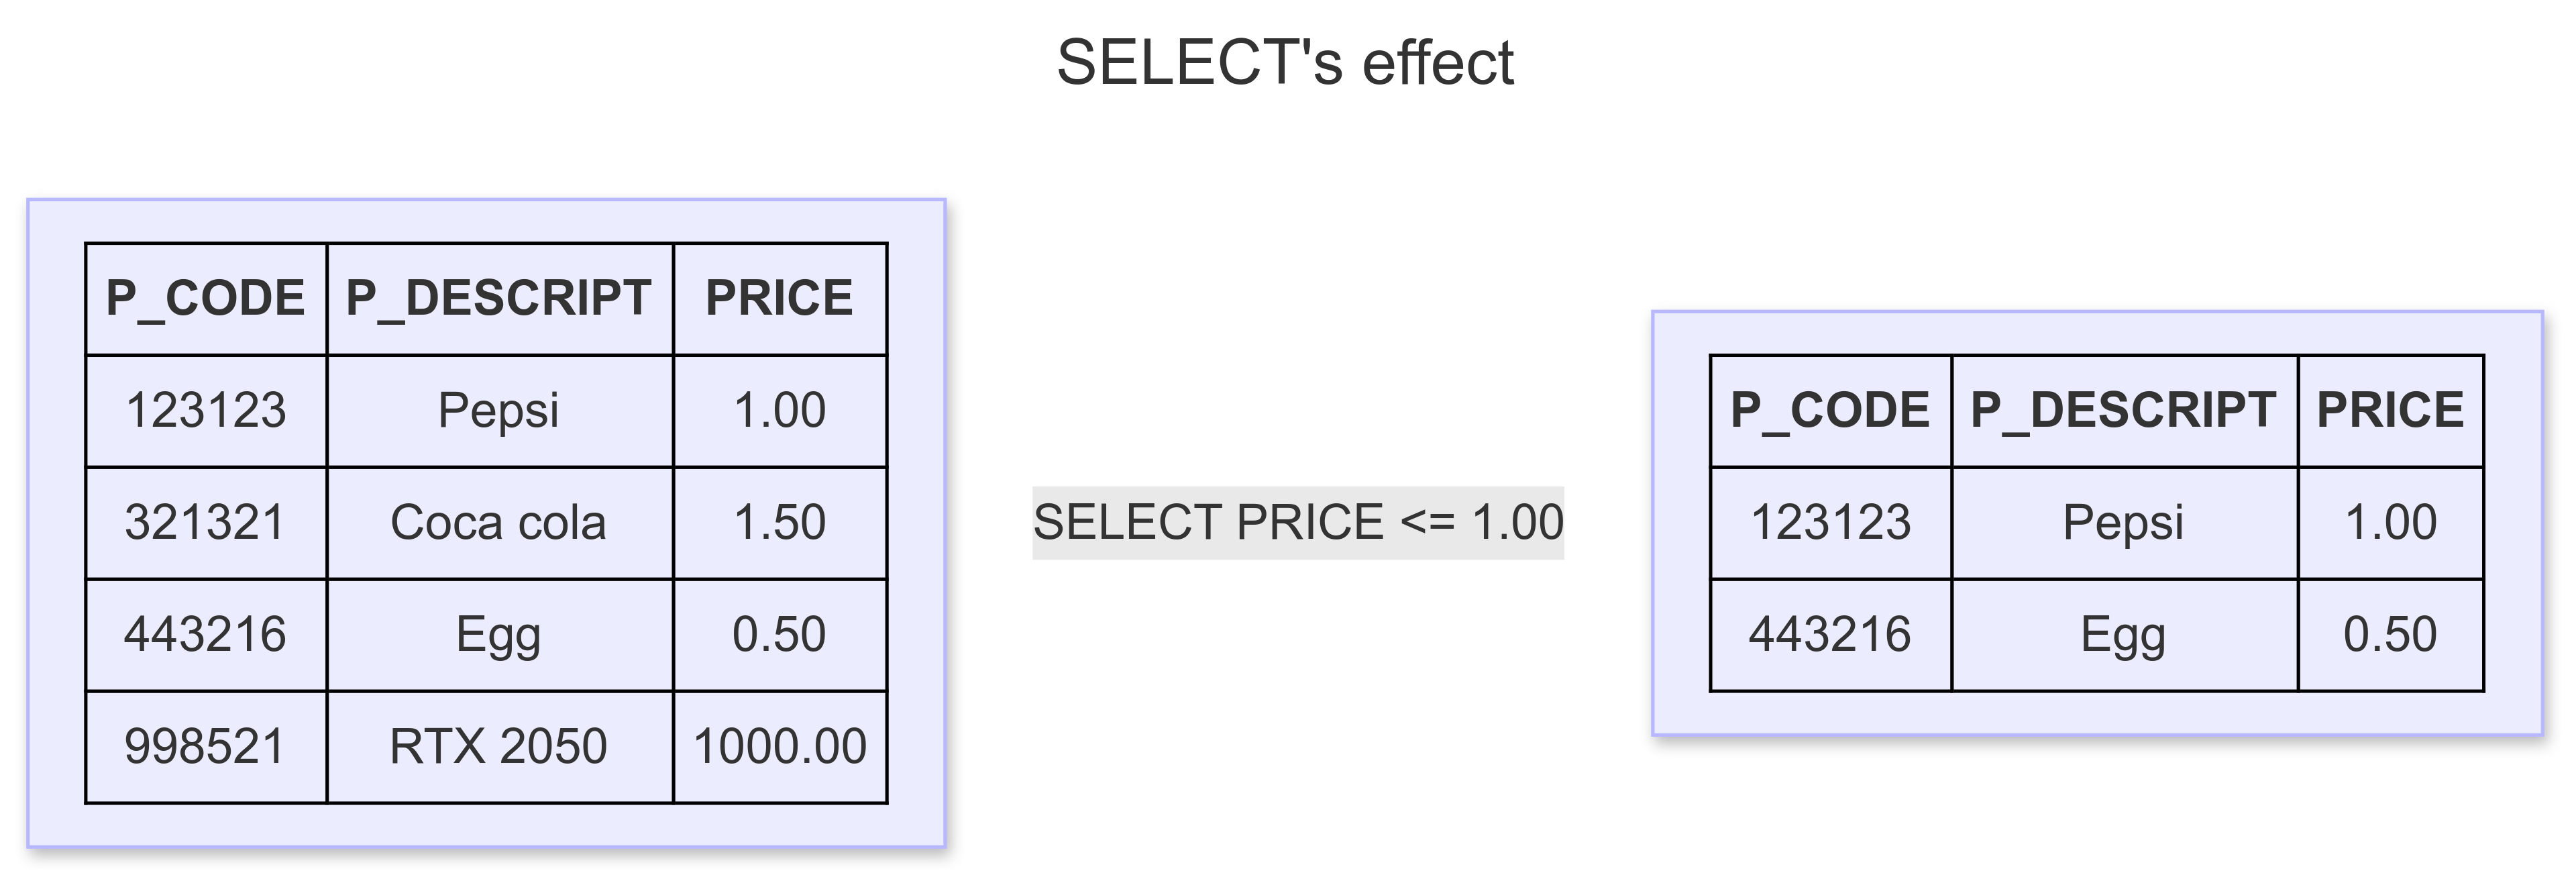 SELECT's effect
P_CODE P_DESCRIPT PRICE
123123 Pepsi 1.00
321321 Coca cola 1.50
443216 Egg 0.50
998521 RTX 2050 1000.00
SELECT PRICE <= 1.00
P_CODE P_DESCRIPT PRICE
123123 Pepsi 1.00
443216 Egg 0.50